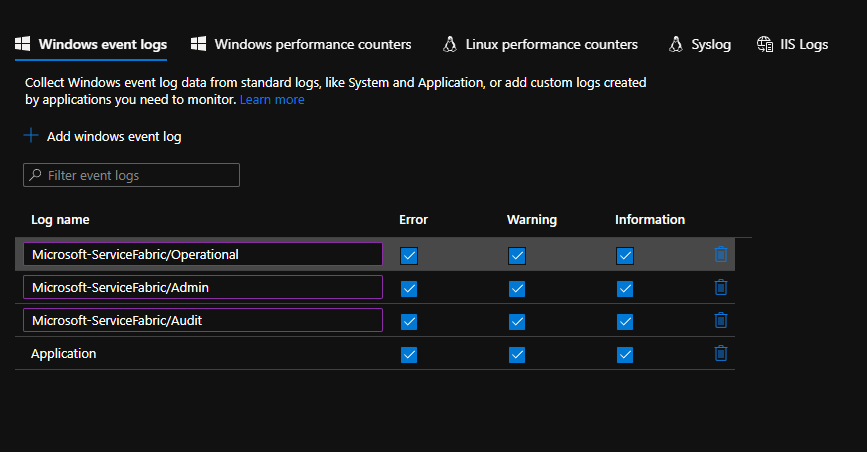 Windows event logs Windows performance counters Linux performance counters Syslog IIS Logs
Collect Windows event log data from standard logs, like System and Application, or add custom logs created
by applications you need to monitor. Learn more
Add windows event log
Filter event logs
Log name Error Warning Information
Microsoft-ServiceFabric/Operational
Microsoft-ServiceFabric/Admin
Microsoft-ServiceFabric/Audit
Application